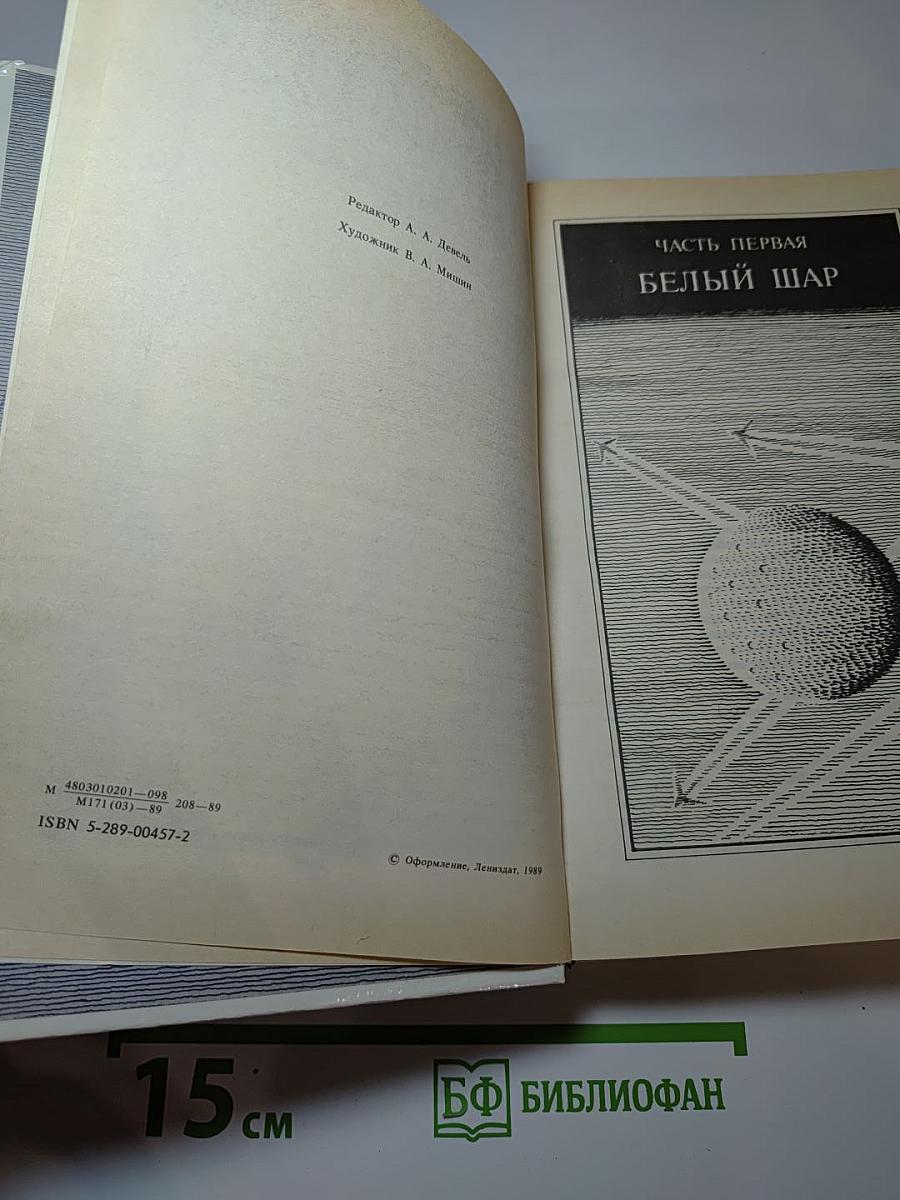 Редактор А. А. Девель
Художник В. А. Мишин
М 4803010201—098
М171(03)—89 208—89
ISBN 5-289-00457-2
© Оформление, Лениздат, 1989
ЧАСТЬ ПЕРВАЯ
БЕЛЫЙ ШАР
15 см
БФ БИБЛИОФАН